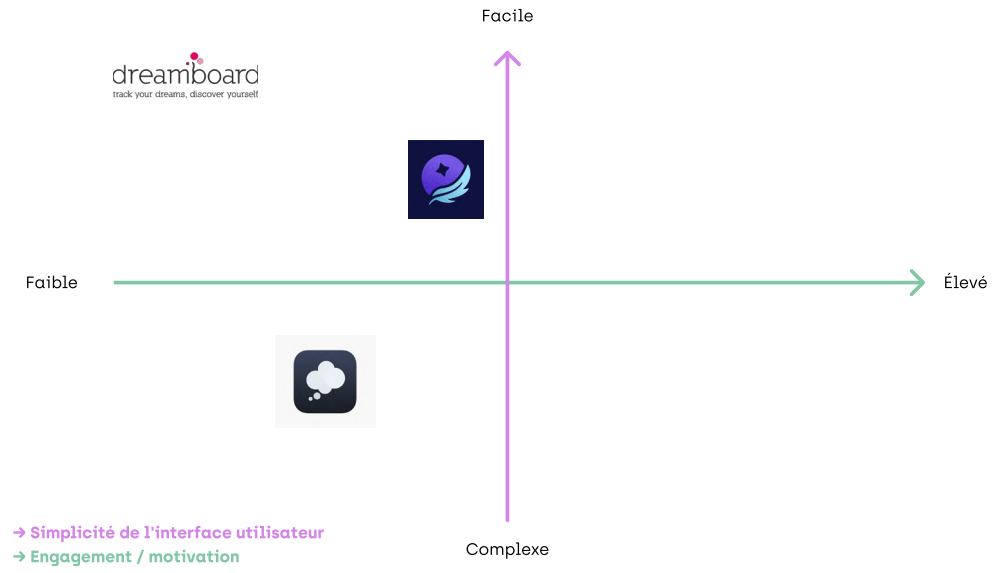 Facile
dreamboard
track your dreams, discover yourself
Faible
Élevé
→ Simplicité de l'interface utilisateur
→ Engagement / motivation
Complexe